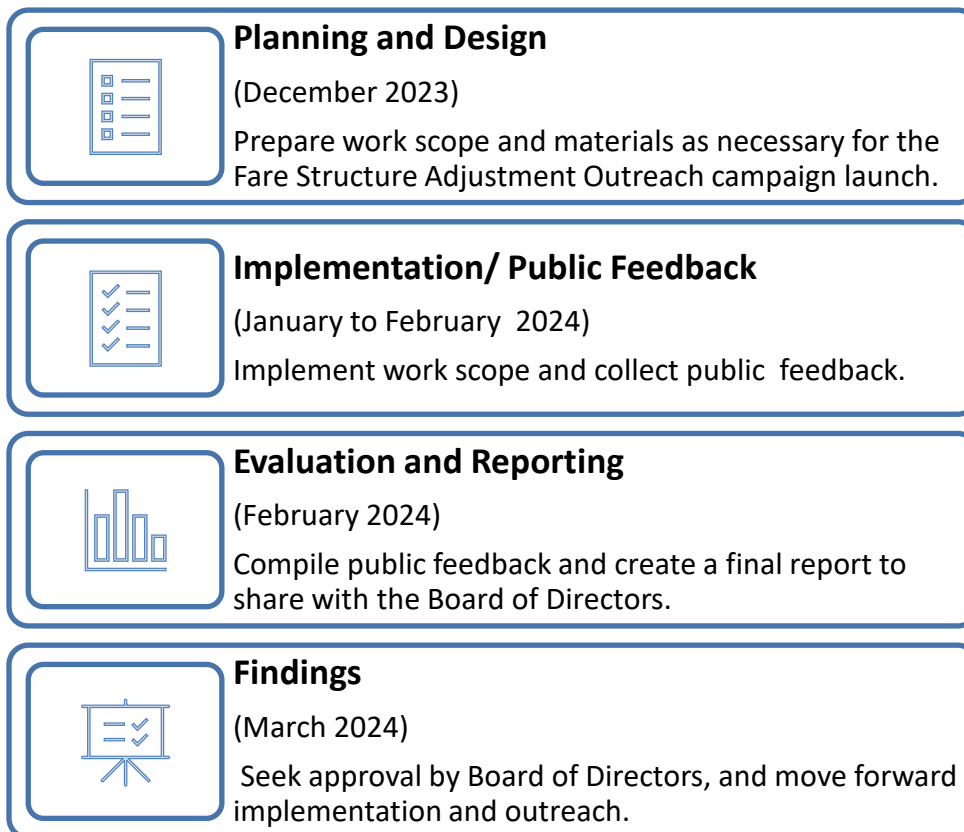 Planning and Design
(December 2023)
Prepare work scope and materials as necessary for the
Fare Structure Adjustment Outreach campaign launch.
Implementation/ Public Feedback
(January to February  2024)
Implement work scope and collect public  feedback.
Evaluation and Reporting
(February 2024)
Compile public feedback and create a final report to
share with the Board of Directors.
Findings
(March 2024)
Seek approval by Board of Directors, and move forward
implementation and outreach.